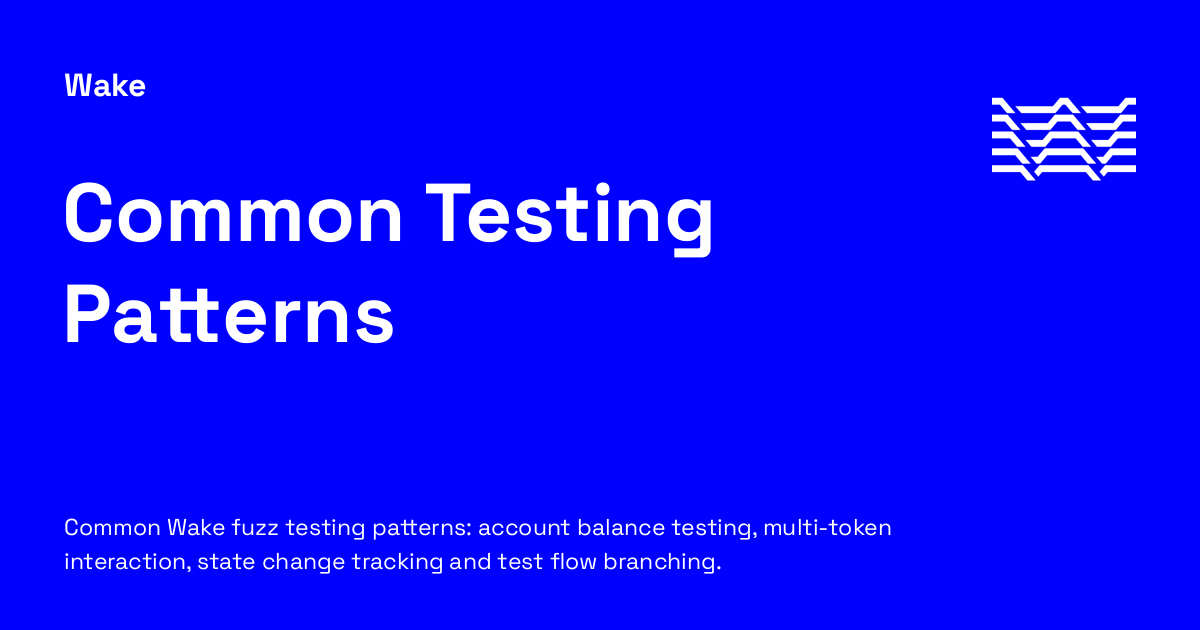 Wake
Common Testing
Patterns
Common Wake fuzz testing patterns: account balance testing, multi-token
interaction, state change tracking and test flow branching.